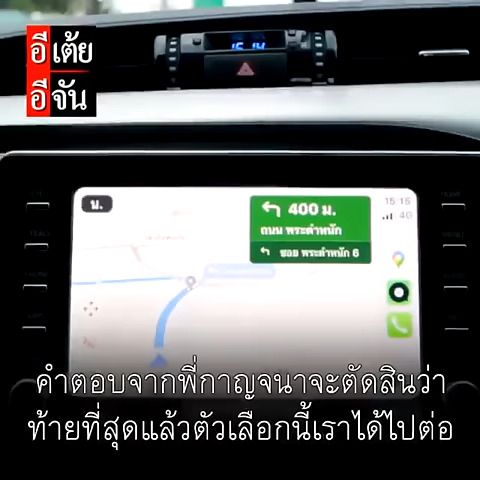 อีเต้ย
อีจัน
15:14
น.
400 ม.
ถนน พระตำหนัก
ซอย พระตำหนัก 6
15:15
4G
คำตอบจากพี่กาญจนาจะตัดสินว่า
ท้ายที่สุดแล้วตัวเลือกนี้เราได้ไปต่อ